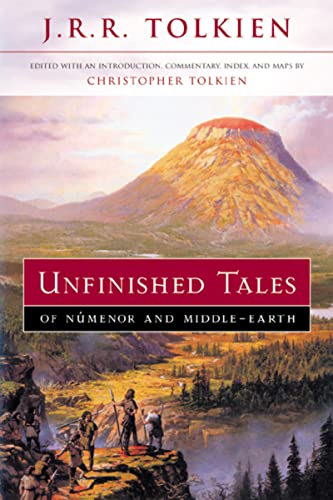 J.R.R. TOLKIEN
EDITED WITH AN INTRODUCTION, COMMENTARY, INDEX, AND MAPS BY
CHRISTOPHER TOLKIEN
UNFINISHED TALES
OF NÚMENOR AND MIDDLE-EARTH